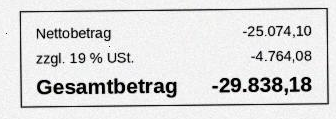 Nettobetrag -25.074,10
zzgl. 19 % USt. -4.764,08
Gesamtbetrag -29.838,18